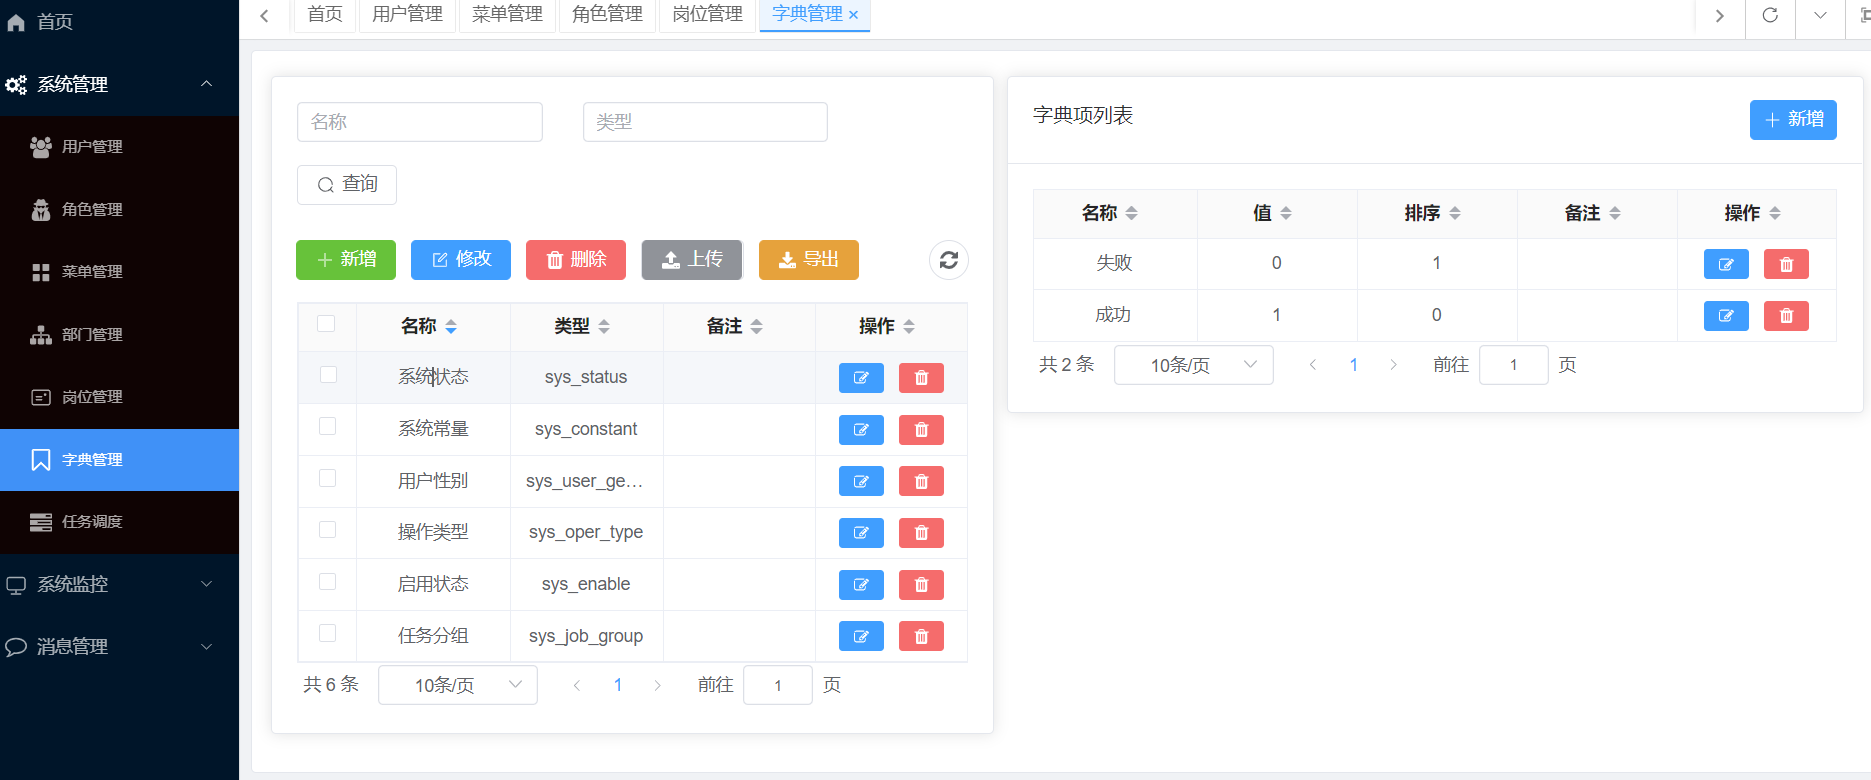 首页
系统管理
用户管理
角色管理
菜单管理
部门管理
岗位管理
字典管理
任务调度
系统监控
消息管理
首页 用户管理 菜单管理 角色管理 岗位管理 字典管理
名称 类型
查询
新增 修改 删除 上传 导出
名称 类型 备注 操作
系统状态 sys_status
系统常量 sys_constant
用户性别 sys_user_ge...
操作类型 sys_oper_type
启用状态 sys_enable
任务分组 sys_job_group
共 6 条 10条/页 1 前往 1 页
字典项列表 新增
名称 值 排序 备注 操作
失败 0 1
成功 1 0
共 2 条 10条/页 1 前往 1 页